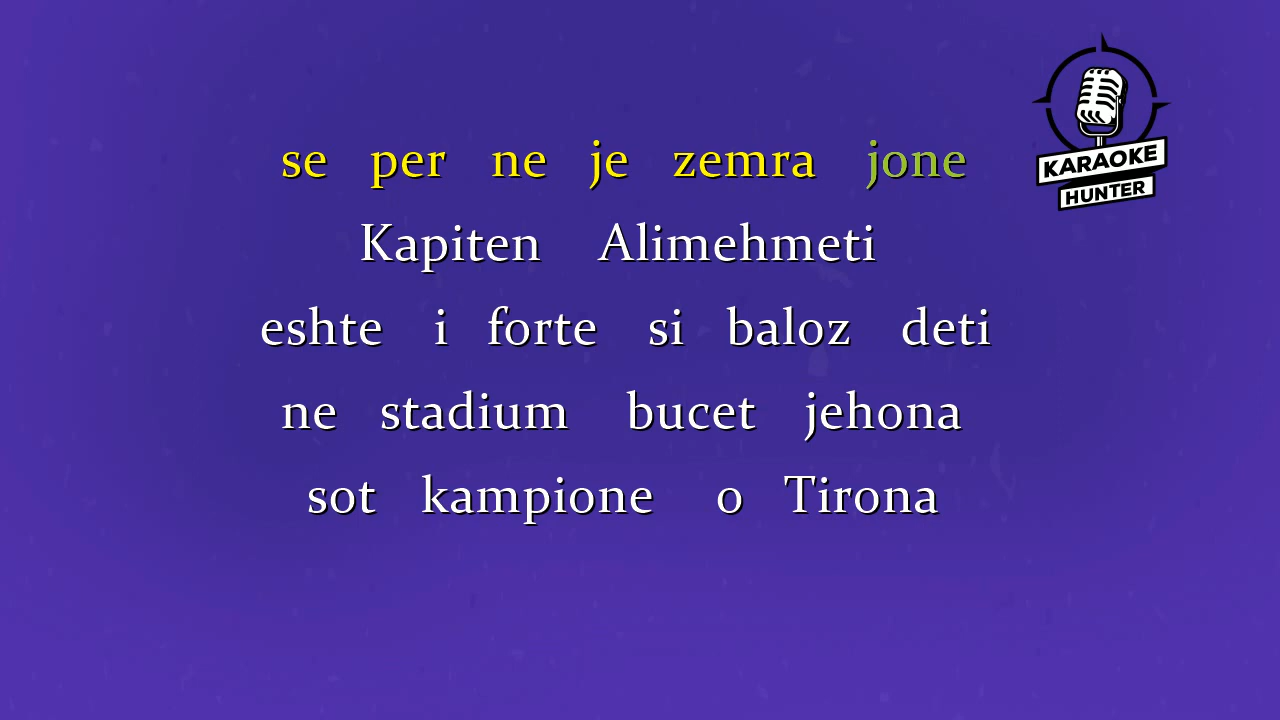 se per ne je zemra jone
Kapiten Alimehmeti
eshte i forte si baloz deti
ne stadium bucet jehona
sot kampione o Tirona
KARAOKE
HUNTER